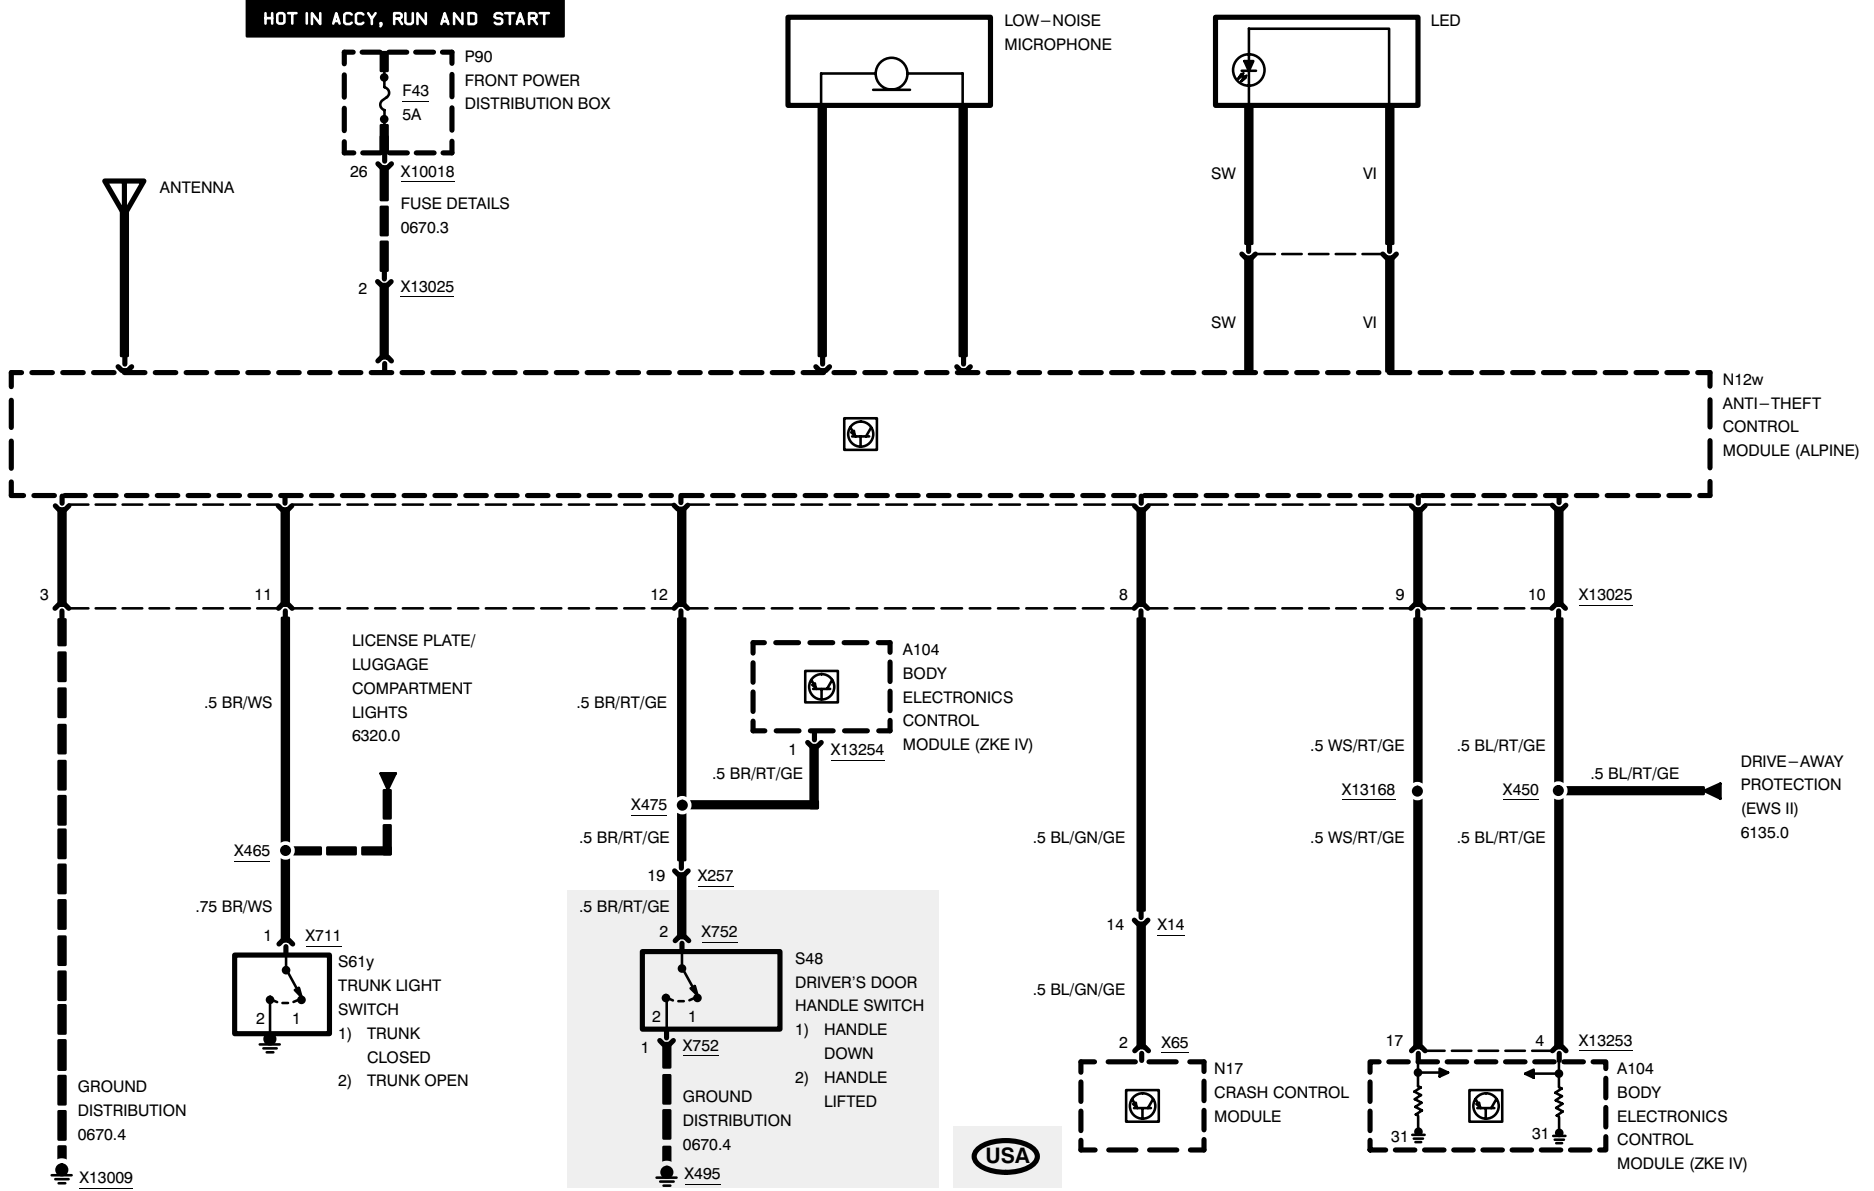 HOT IN ACCY, RUN AND START
P90
FRONT POWER
DISTRIBUTION BOX
F43
5A
26
X10018
FUSE DETAILS
0670.3
2
X13025
ANTENNA
LOW–NOISE
MICROPHONE
LED
SW
VI
SW
VI
N12w
ANTI–THEFT
CONTROL
MODULE (ALPINE)
3
11
12
8
9
10
X13025
LICENSE PLATE/
LUGGAGE
COMPARTMENT
LIGHTS
6320.0
.5 BR/WS
X465
.75 BR/WS
1
X711
S61y
TRUNK LIGHT
SWITCH
1) TRUNK
CLOSED
2) TRUNK OPEN
2
1
GROUND
DISTRIBUTION
0670.4
X13009
.5 BR/RT/GE
A104
BODY
ELECTRONICS
CONTROL
MODULE (ZKE IV)
1
X13254
.5 BR/RT/GE
X475
.5 BR/RT/GE
19
X257
.5 BR/RT/GE
2
X752
S48
DRIVER'S DOOR
HANDLE SWITCH
1) HANDLE
DOWN
2) HANDLE
LIFTED
2
1
1
X752
GROUND
DISTRIBUTION
0670.4
X495
USA
.5 BL/GN/GE
14
X14
.5 BL/GN/GE
2
X65
N17
CRASH CONTROL
MODULE
.5 WS/RT/GE
.5 BL/RT/GE
.5 BL/RT/GE
DRIVE–AWAY
PROTECTION
(EWS II)
6135.0
X13168
X450
.5 WS/RT/GE
.5 BL/RT/GE
17
4
X13253
A104
BODY
ELECTRONICS
CONTROL
MODULE (ZKE IV)
31
31